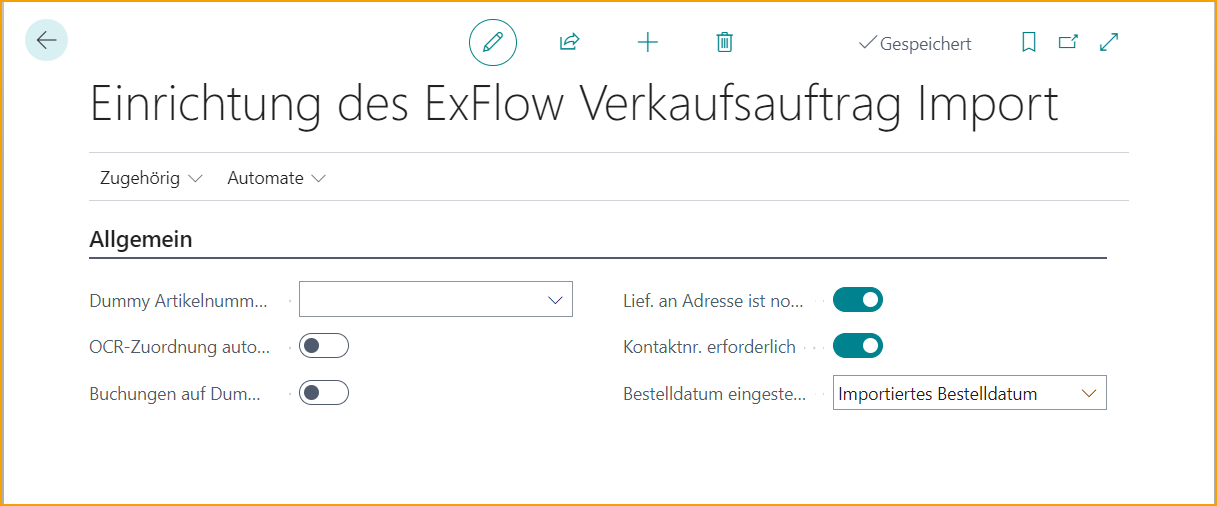 Gespeichert
Einrichtung des ExFlow Verkaufsauftrag Import
Zugehörig Automate
Allgemein
Dummy Artikelnumm...
Lief. an Adresse ist no...
OCR-Zuordnung auto...
Kontaktnr. erforderlich
Buchungen auf Dum...
Bestelldatum eingeste... Importiertes Bestelldatum